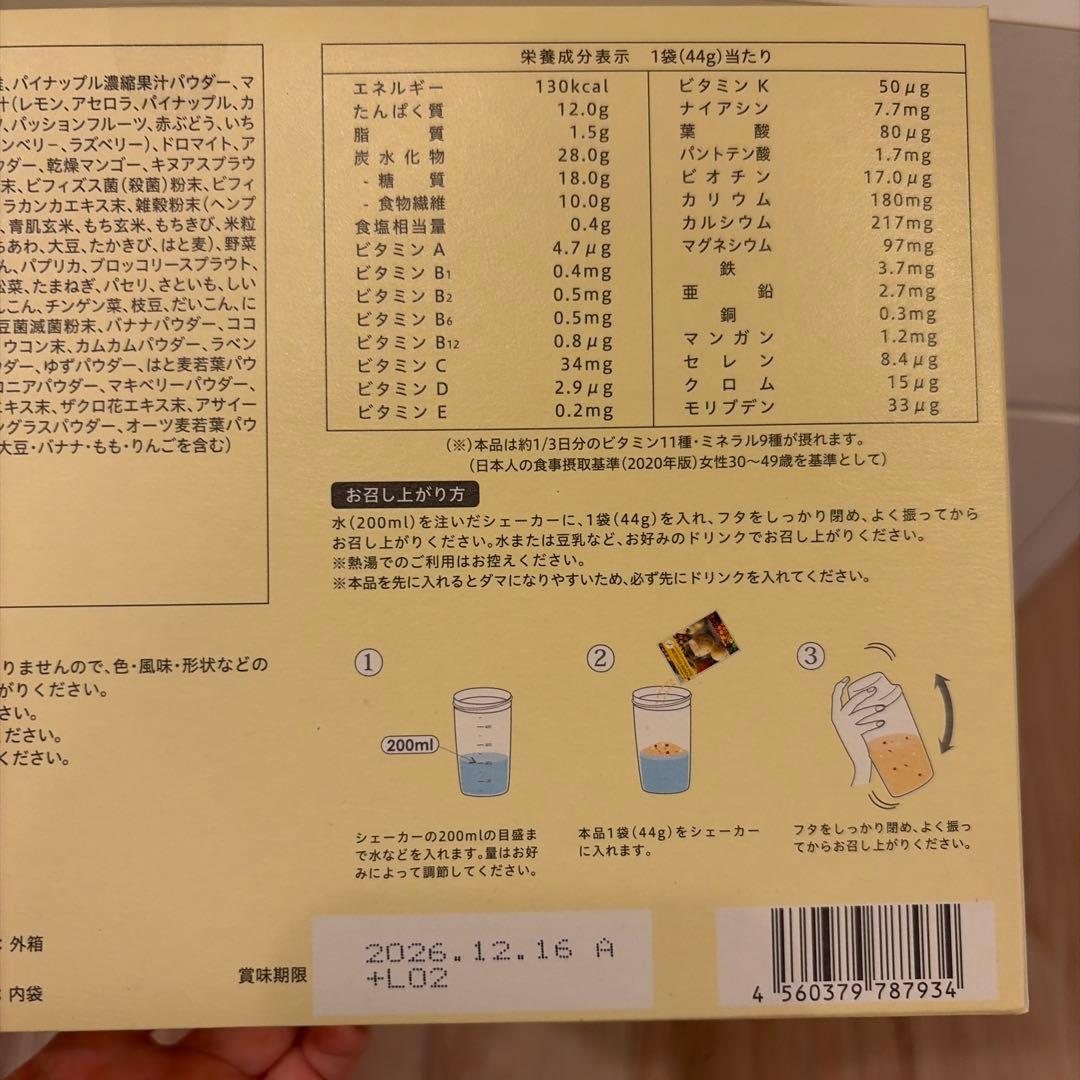 、パイナップル濃縮果汁パウダー、マ
汁（レモン、アセロラ、パイナップル、カ
、パッションフルーツ、赤ぶどう、いち
ンベリー、ラズベリー）、ドロマイト、ア
ウダー、乾燥マンゴー、キヌアスプラウ
末、ビフィズス菌（殺菌）粉末、ビフィ
ラカンカエキス末、雑穀粉末（ヘンプ
、青肌玄米、もち玄米、もちきび、米粒
ちあわ、大豆、たかきび、はと麦）、野菜
ん、パプリカ、ブロッコリースプラウト、
松菜、たまねぎ、パセリ、さといも、しい
んこん、チンゲン菜、枝豆、だいこん、に
豆菌滅菌粉末、バナナパウダー、ココ
ウコン末、カムカムパウダー、ラベン
ダー、ゆずパウダー、はと麦若葉パウ
ロニアパウダー、マキベリーパウダー、
エキス末、ザクロ花エキス末、アサイー
ングラスパウダー、オーツ麦若葉パウ
大豆・バナナ・もも・りんごを含む）
りませんので、色・風味・形状などの
がりください。
さい。
ださい。
ください。
：外箱
：内袋
栄養成分表示 1袋（44g）当たり
エネルギー 130kcal
たんぱく質 12.0g
脂質 1.5g
炭水化物 28.0g
- 糖質 18.0g
- 食物繊維 10.0g
食塩相当量 0.4g
ビタミン A 4.7μg
ビタミン B1 0.4mg
ビタミン B2 0.5mg
ビタミン B6 0.5mg
ビタミン B12 0.8μg
ビタミン C 34mg
ビタミン D 2.9μg
ビタミン E 0.2mg
ビタミン K 50μg
ナイアシン 7.7mg
葉酸 80μg
パントテン酸 1.7mg
ビオチン 17.0μg
カリウム 180mg
カルシウム 217mg
マグネシウム 97mg
鉄 3.7mg
亜鉛 2.7mg
銅 0.3mg
マンガン 1.2mg
セレン 8.4μg
クロム 15μg
モリブデン 33μg
（※）本品は約1/3日分のビタミン11種・ミネラル9種が摂れます。
（日本人の食事摂取基準（2020年版）女性30～49歳を基準として）
お召し上がり方
水（200ml）を注いだシェーカーに、1袋（44g）を入れ、フタをしっかり閉め、よく振ってから
お召し上がりください。水または豆乳など、お好みのドリンクでお召し上がりください。
※熱湯でのご利用はお控えください。
※本品を先に入れるとダマになりやすいため、必ず先にドリンクを入れてください。
① ② ③
200ml
シェーカーの200mlの目盛ま
で水などを入れます。量はお好
みによって調節してください。
本品1袋（44g）をシェーカー
に入れます。
フタをしっかり閉め、よく振っ
てからお召し上がりください。
賞味期限
2026.12.16 A
+L02
4 560379 787934